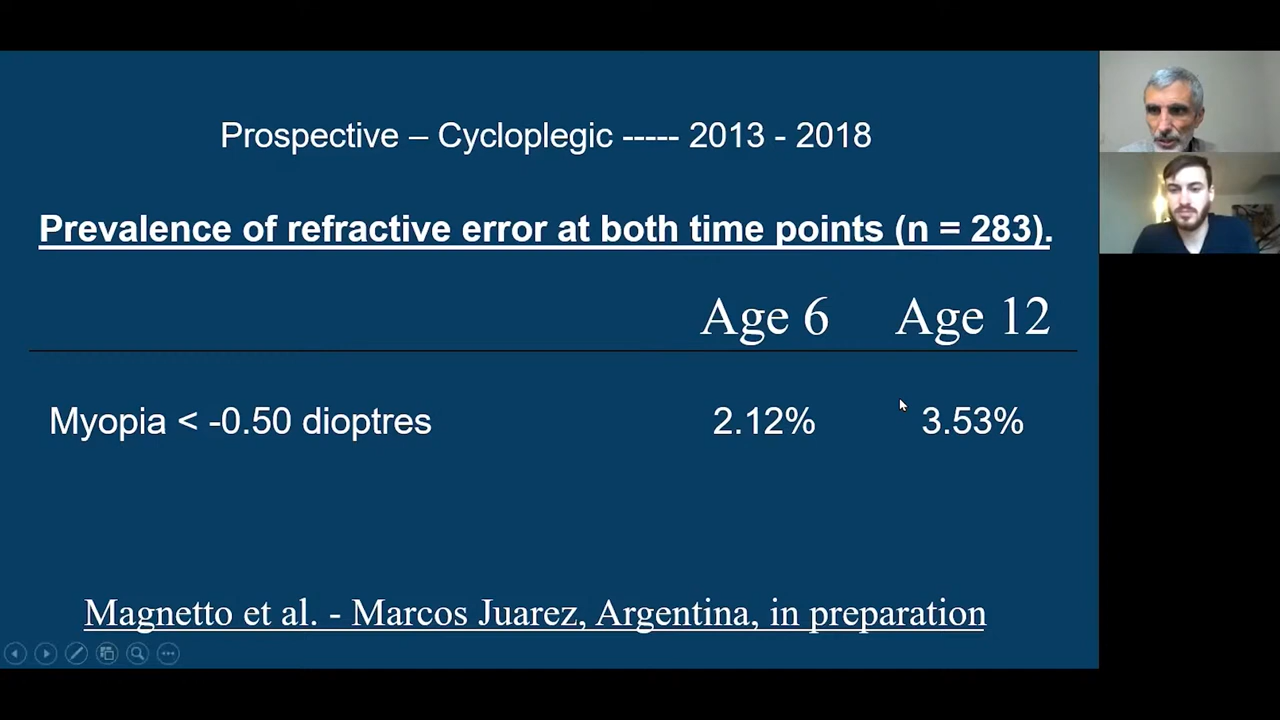 Prospective – Cycloplegic ----- 2013 - 2018
Prevalence of refractive error at both time points (n = 283).
Age 6 Age 12
Myopia < -0.50 dioptres 2.12% 3.53%
Magnetto et al. - Marcos Juarez, Argentina, in preparation